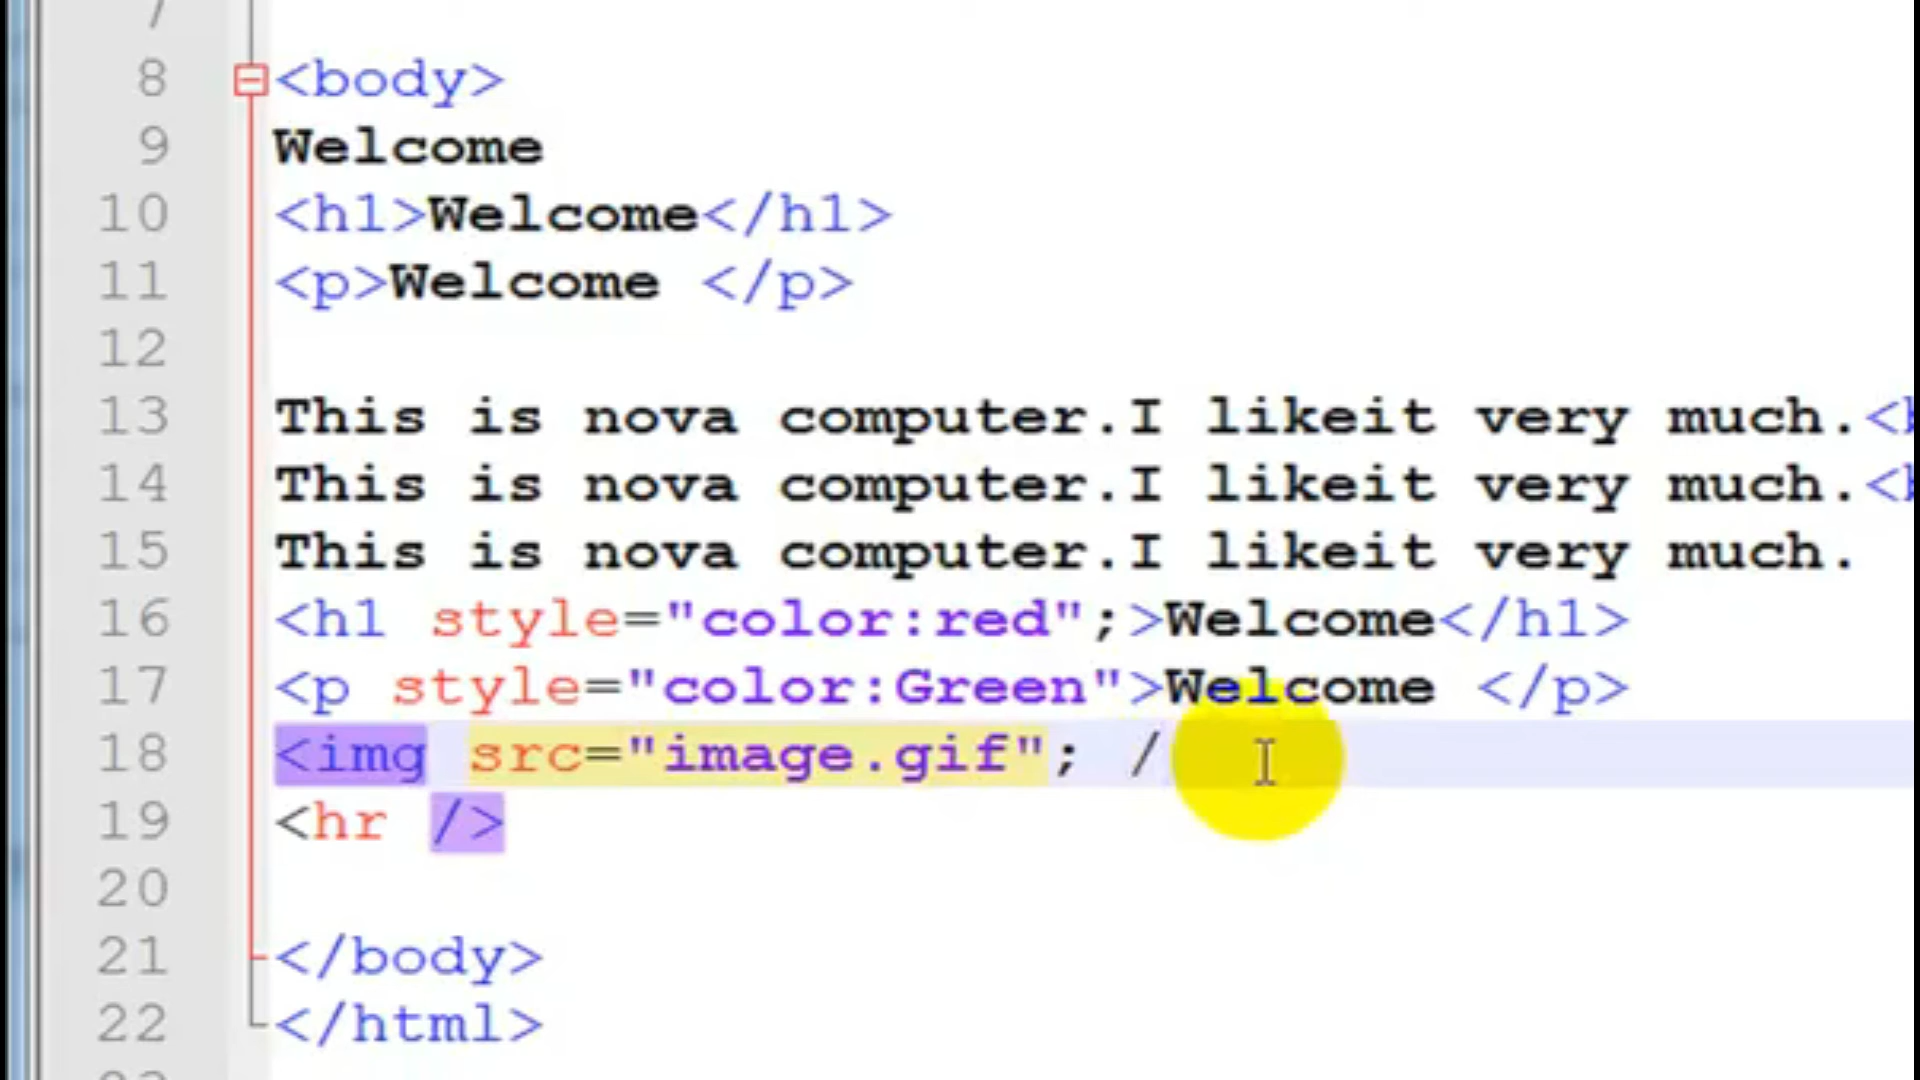 7
8 <body>
9 Welcome
10 <h1>Welcome</h1>
11 <p>Welcome </p>
12
13 This is nova computer.I likeit very much.<
14 This is nova computer.I likeit very much.<
15 This is nova computer.I likeit very much.
16 <h1 style="color:red";>Welcome</h1>
17 <p style="color:Green">Welcome </p>
18 <img src="image.gif"; /
19 <hr />
20
21 </body>
22 </html>